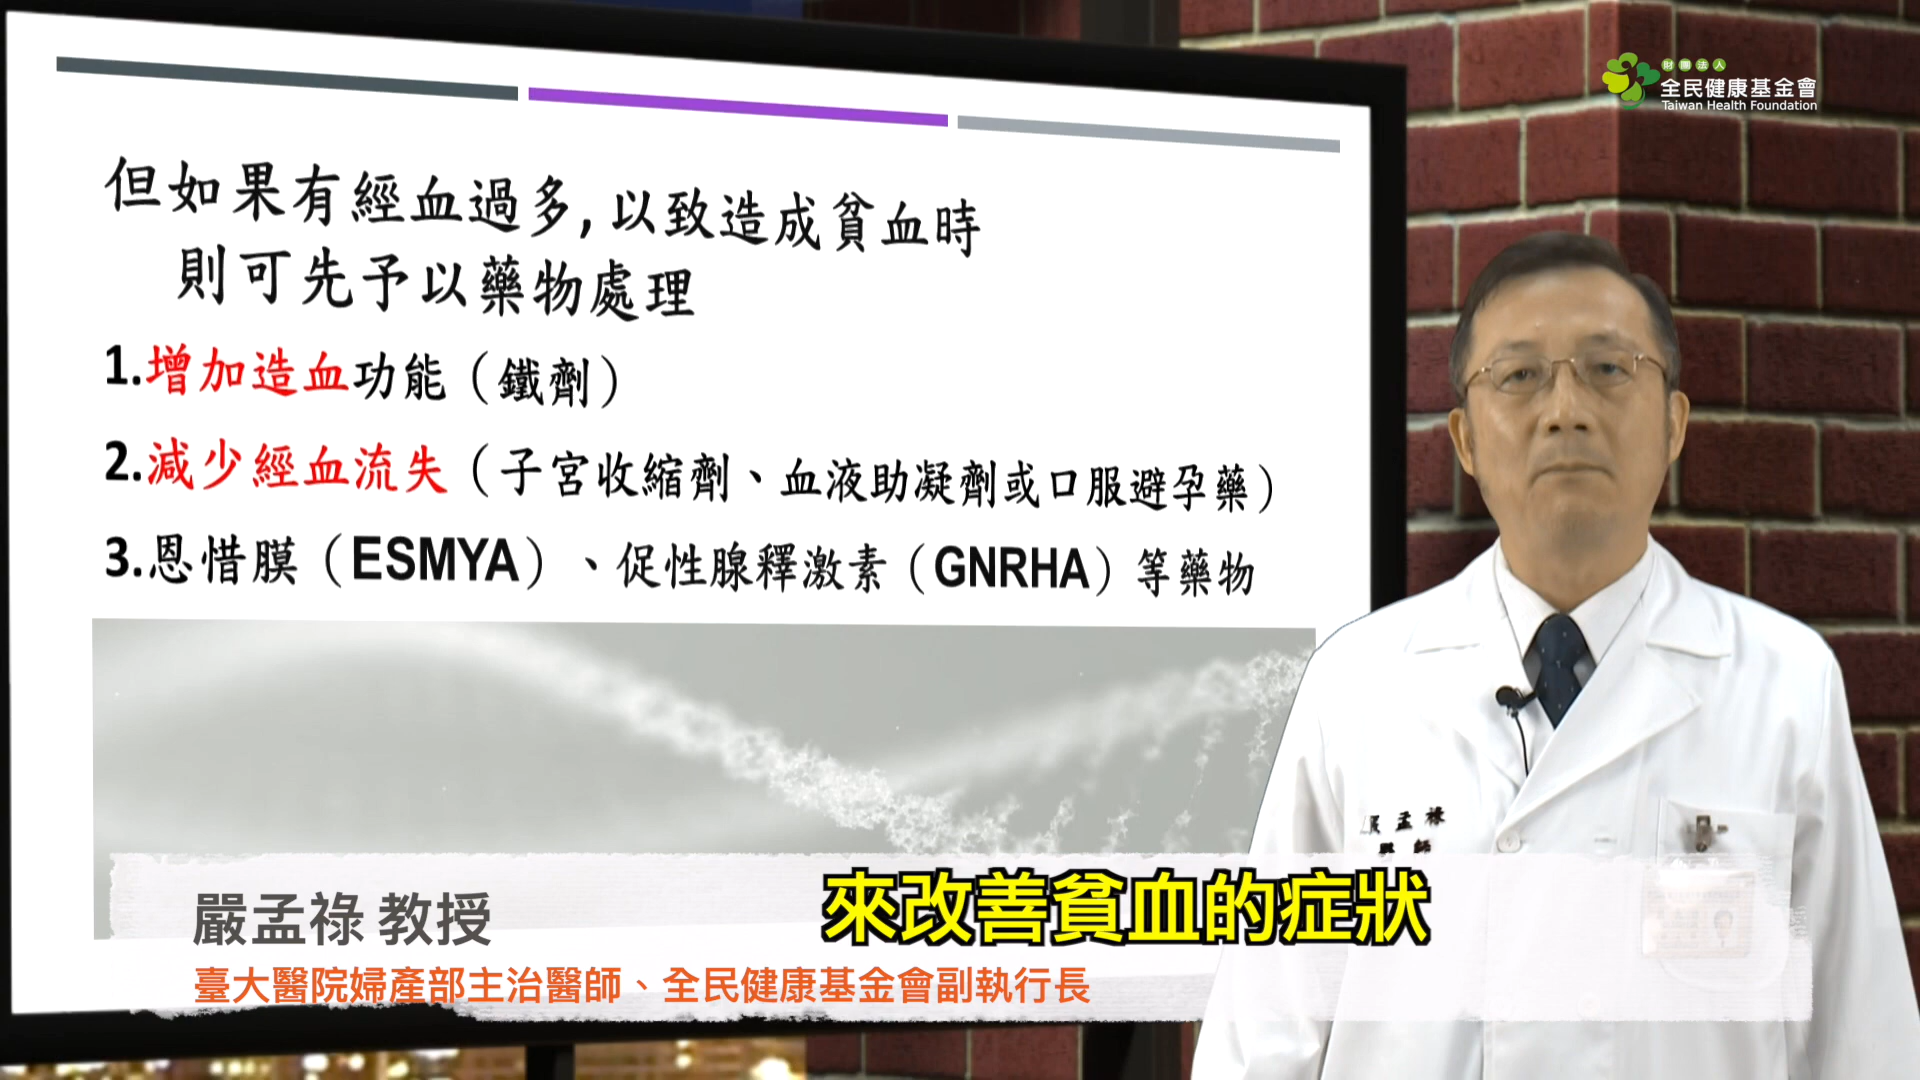 財團法人
全民健康基金會
Taiwan Health Foundation
但如果有經血過多,以致造成貧血時
則可先予以藥物處理
1.增加造血功能（鐵劑）
2.減少經血流失（子宮收縮劑、血液助凝劑或口服避孕藥）
3.恩惜膜（ESMYA）、促性腺釋激素（GNRHA）等藥物
嚴孟祿
醫師
嚴孟祿 教授
來改善貧血的症狀
臺大醫院婦產部主治醫師、全民健康基金會副執行長